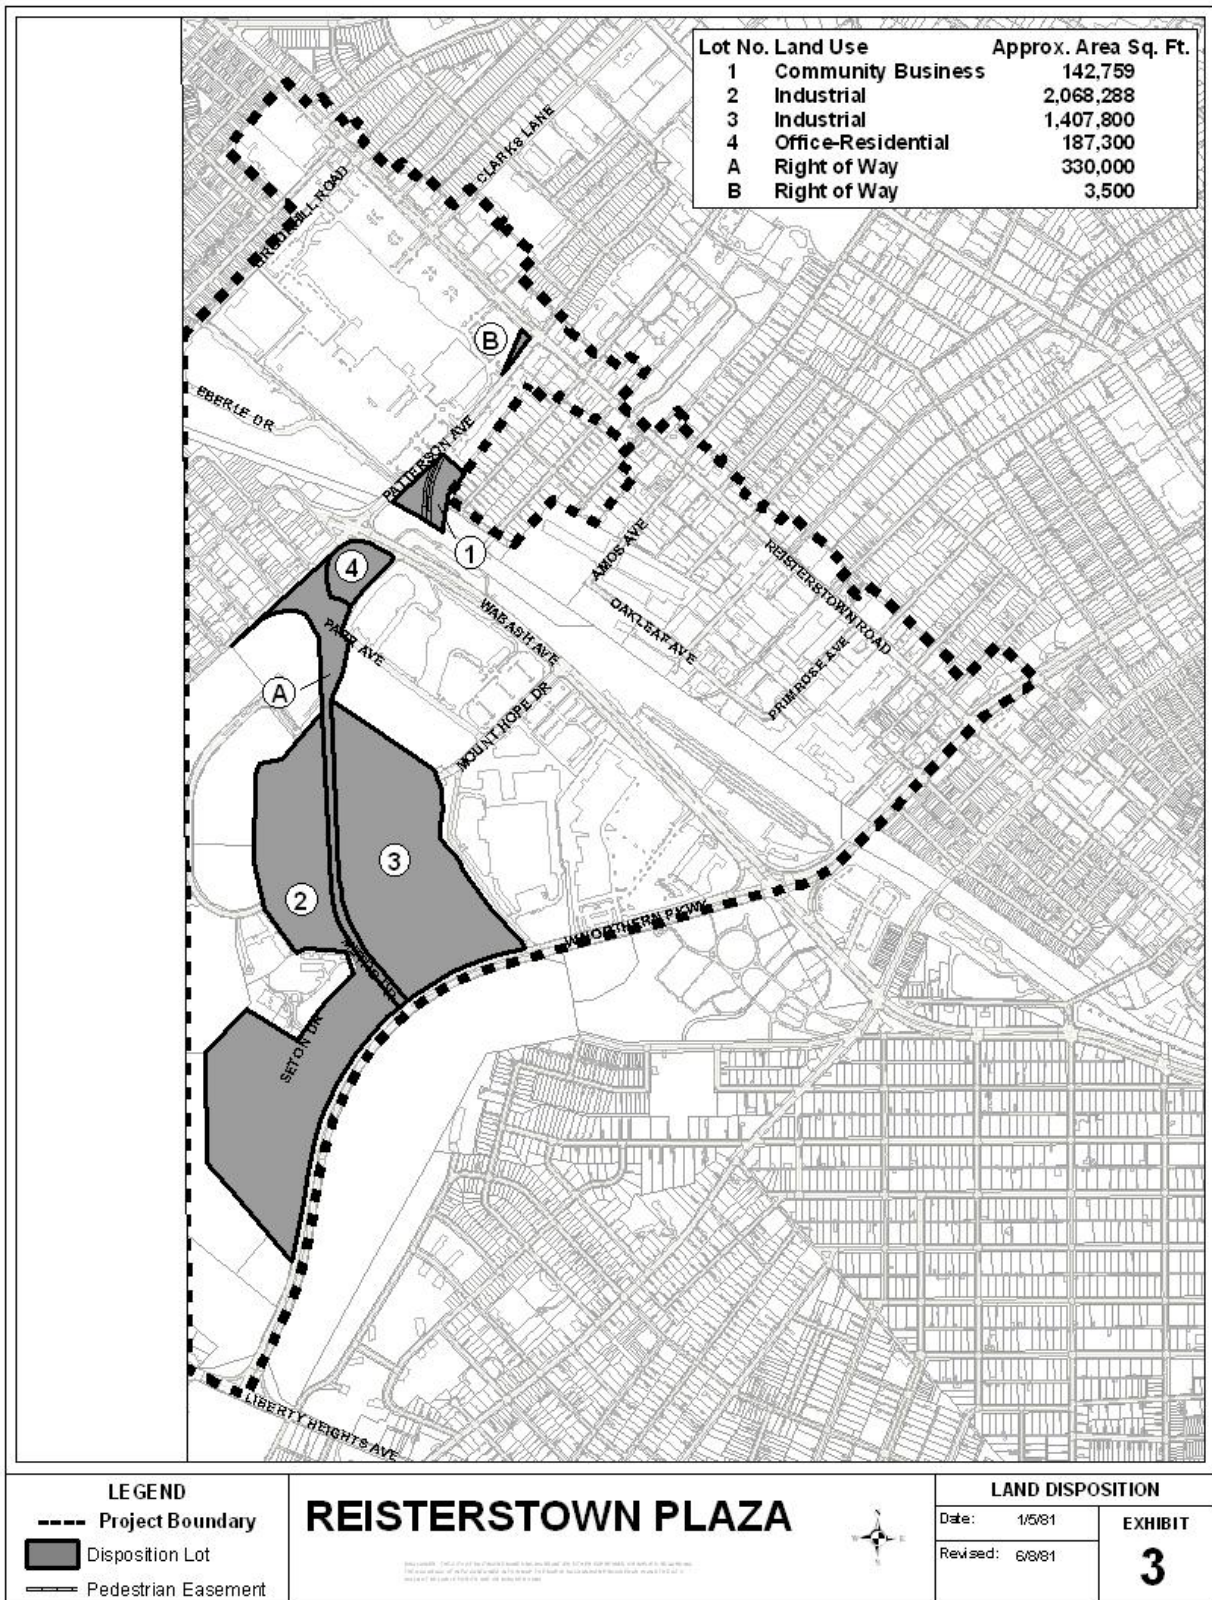 Lot No. Land Use Approx. Area Sq. Ft.
1 Community Business 142,759
2 Industrial 2,068,288
3 Industrial 1,407,800
4 Office-Residential 187,300
A Right of Way 330,000
B Right of Way 3,500
CLARKS LANE
ROAD
B
EBERLE DR
PATTERSON AVE
1
4
AMOS AVE
REISTERSTOWN ROAD
WABASH AVE
OAKLEAF AVE
PARK AVE
PRIMROSE AVE
A
MOUNT HOPE DR
3
2
W NORTHERN PKWY
SETON DR
LIBERTY HEIGHTS AVE
LEGEND
Project Boundary
Disposition Lot
Pedestrian Easement
REISTERSTOWN PLAZA
N
W E
S
LAND DISPOSITION
Date: 1/5/81
Revised: 6/8/81
EXHIBIT
3